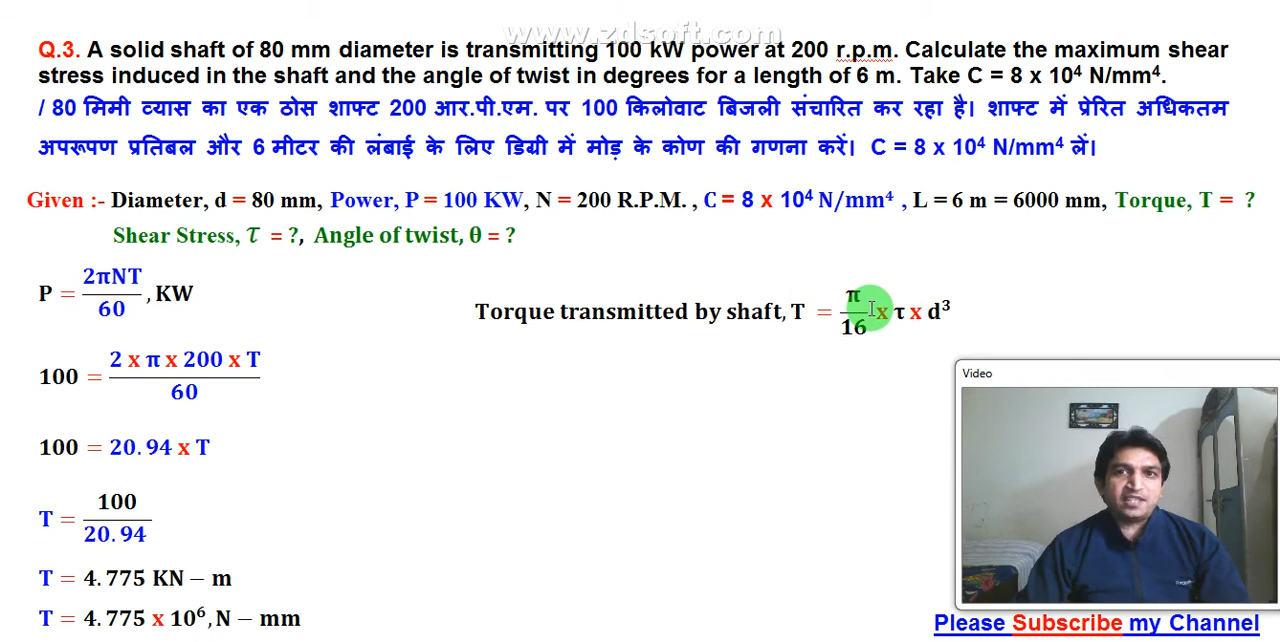 www.zdsoft.com
Q.3. A solid shaft of 80 mm diameter is transmitting 100 kW power at 200 r.p.m. Calculate the maximum shear
stress induced in the shaft and the angle of twist in degrees for a length of 6 m. Take C = 8 x 10⁴ N/mm⁴.
/ 80 मिमी व्यास का एक ठोस शाफ्ट 200 आर.पी.एम. पर 100 किलोवाट बिजली संचारित कर रहा है। शाफ्ट में प्रेरित अधिकतम
अपरूपण प्रतिबल और 6 मीटर की लंबाई के लिए डिग्री में मोड़ के कोण की गणना करें। C = 8 x 10⁴ N/mm⁴ लें।
Given :- Diameter, d = 80 mm, Power, P = 100 KW, N = 200 R.P.M. , C = 8 x 10⁴ N/mm⁴ , L = 6 m = 6000 mm, Torque, T = ?
Shear Stress, τ = ?, Angle of twist, θ = ?
P = 2πNT/60 , KW
100 = 2 x π x 200 x T/60
100 = 20.94 x T
T = 100/20.94
T = 4.775 KN – m
T = 4.775 x 10⁶, N – mm
Torque transmitted by shaft, T = π/16 x τ x d³
Video
Please Subscribe my Channel